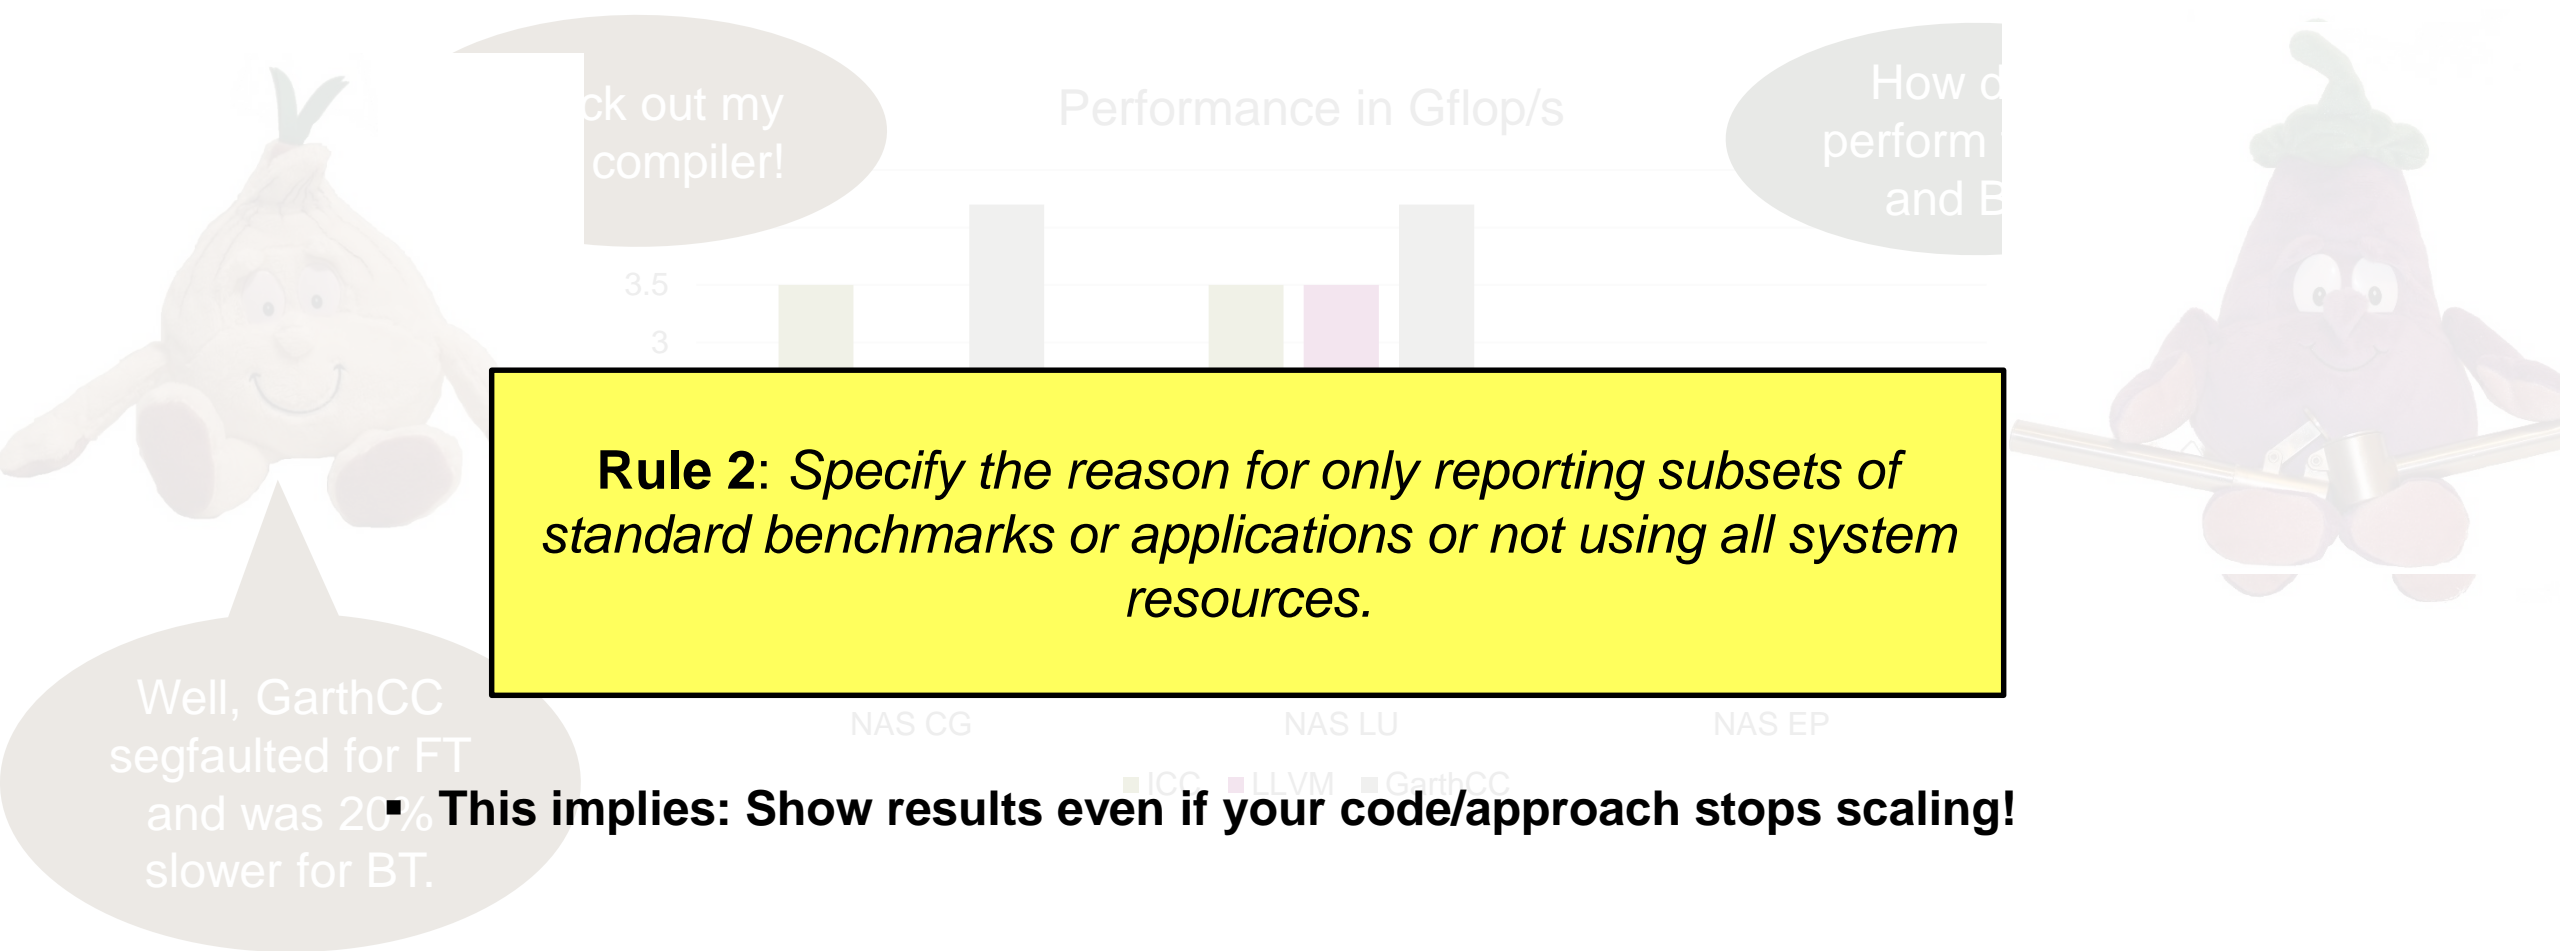 ck out my
compiler!
Performance in Gflop/s
How d
perform
and B
3.5
3
Rule 2: Specify the reason for only reporting subsets of
standard benchmarks or applications or not using all system
resources.
Well, GarthCC
segfaulted for FT
and was 20%
slower for BT.
NAS CG NAS LU NAS EP
ICC LLVM GarthCC
▪ This implies: Show results even if your code/approach stops scaling!